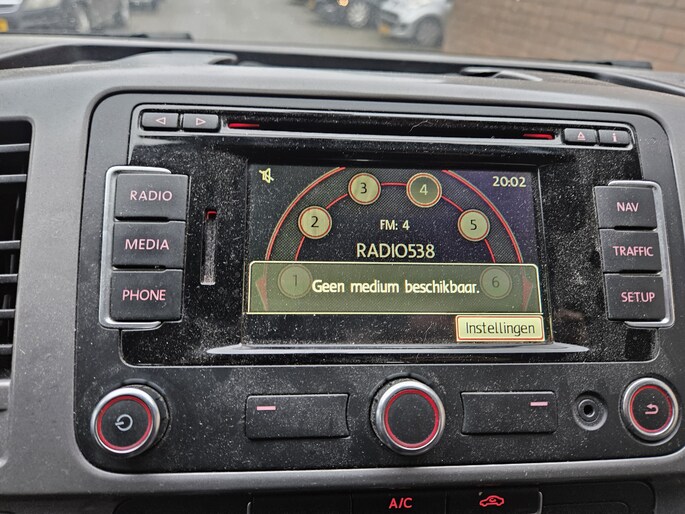 RADIO
MEDIA
PHONE
20:02
3
4
2
5
FM: 4
RADIO538
1
6
Geen medium beschikbaar.
Instellingen
i
NAV
TRAFFIC
SETUP
A/C